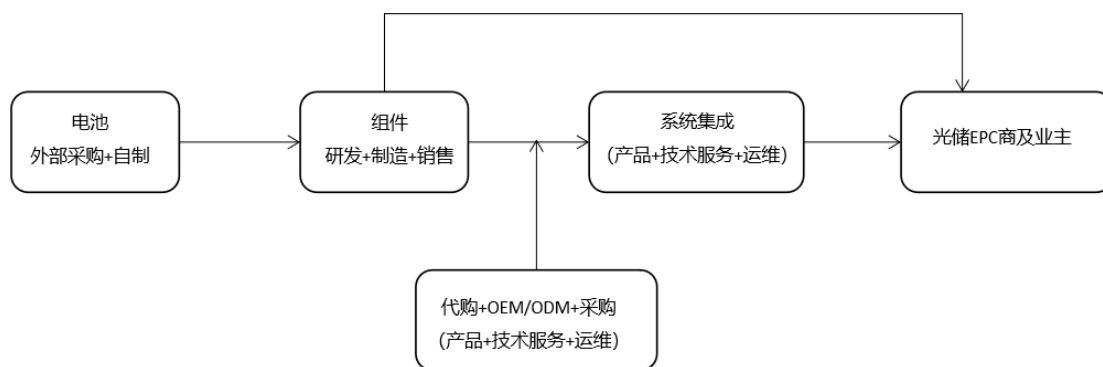 电池
外部采购+自制
组件
研发+制造+销售
系统集成
（产品+技术服务+运维）
光储EPC商及业主
代购+OEM/ODM+采购
（产品+技术服务+运维）